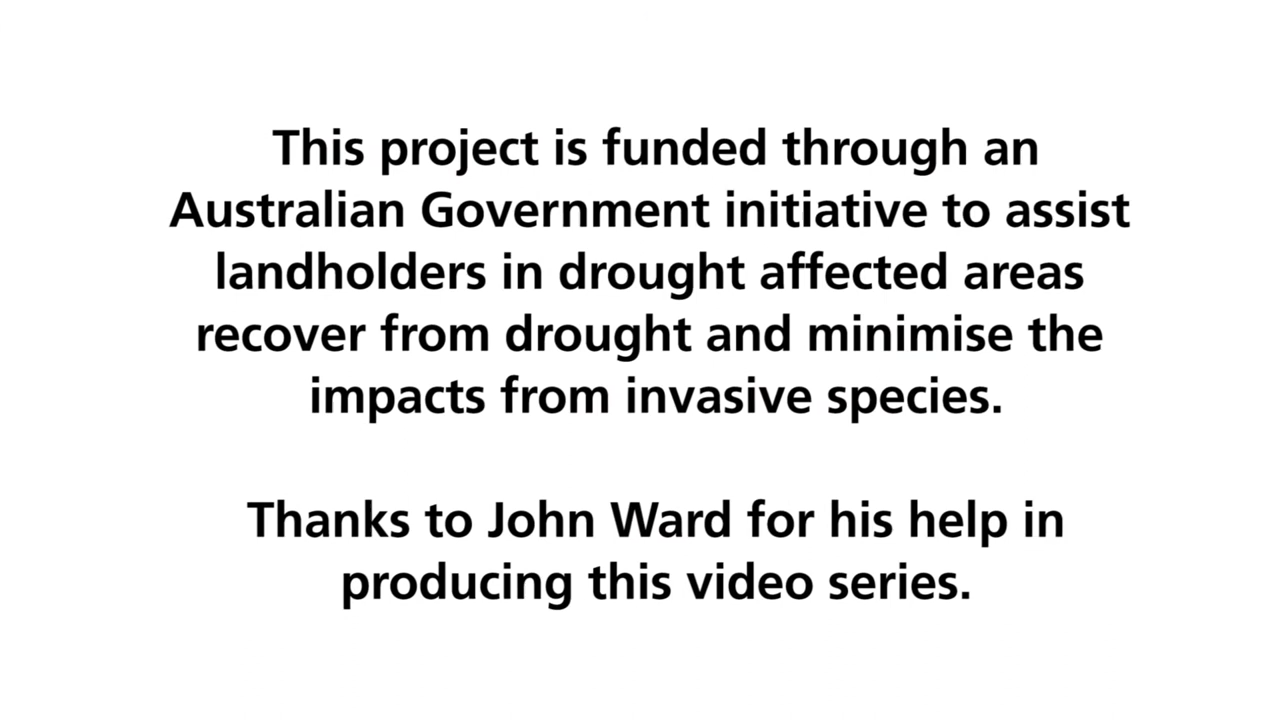 This project is funded through an
Australian Government initiative to assist
landholders in drought affected areas
recover from drought and minimise the
impacts from invasive species.
Thanks to John Ward for his help in
producing this video series.